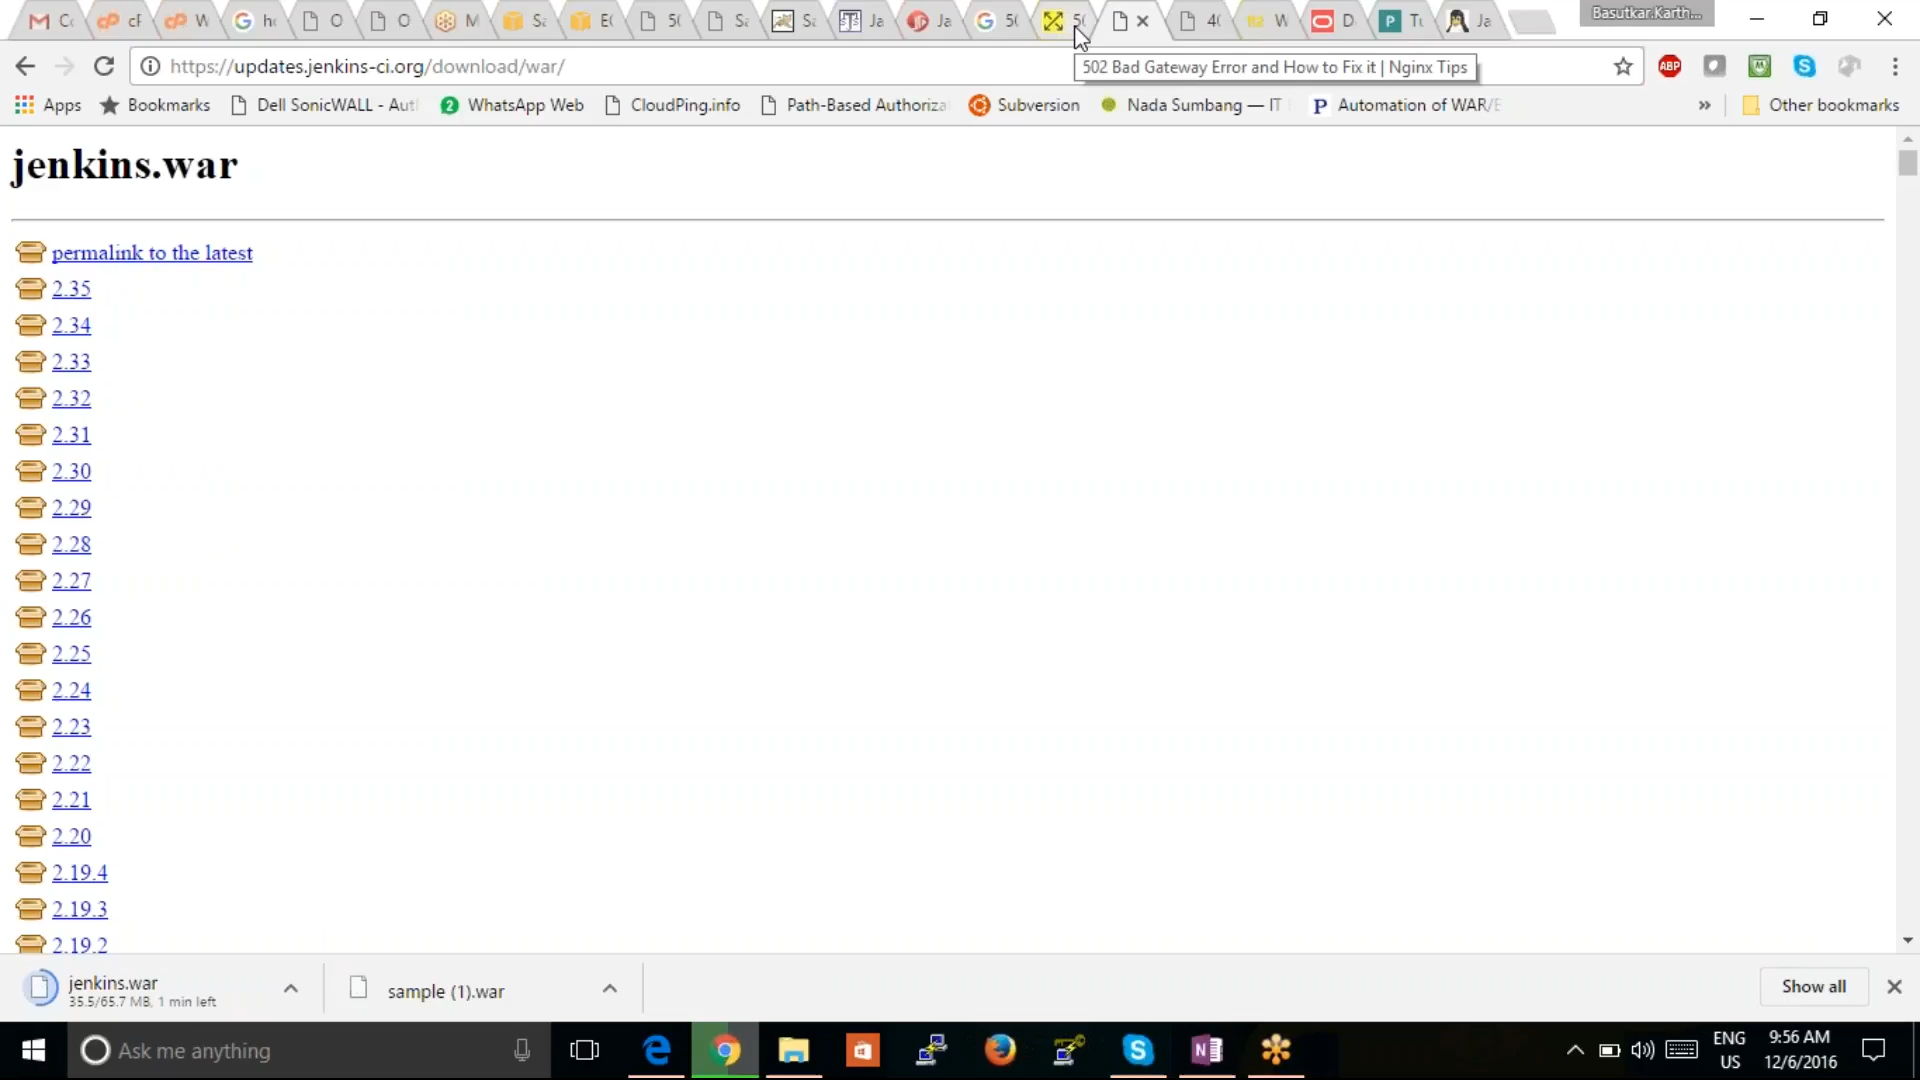 Basutkar.Karth...
https://updates.jenkins-ci.org/download/war/
502 Bad Gateway Error and How to Fix it | Nginx Tips
Apps Bookmarks Dell SonicWALL - Aut WhatsApp Web CloudPing.info Path-Based Authoriza Subversion Nada Sumbang — IT Automation of WAR/E » Other bookmarks
jenkins.war
permalink to the latest
2.35
2.34
2.33
2.32
2.31
2.30
2.29
2.28
2.27
2.26
2.25
2.24
2.23
2.22
2.21
2.20
2.19.4
2.19.3
2.19.2
jenkins.war
35.5/65.7 MB, 1 min left
sample (1).war
Show all
Ask me anything
ENG
US
9:56 AM
12/6/2016